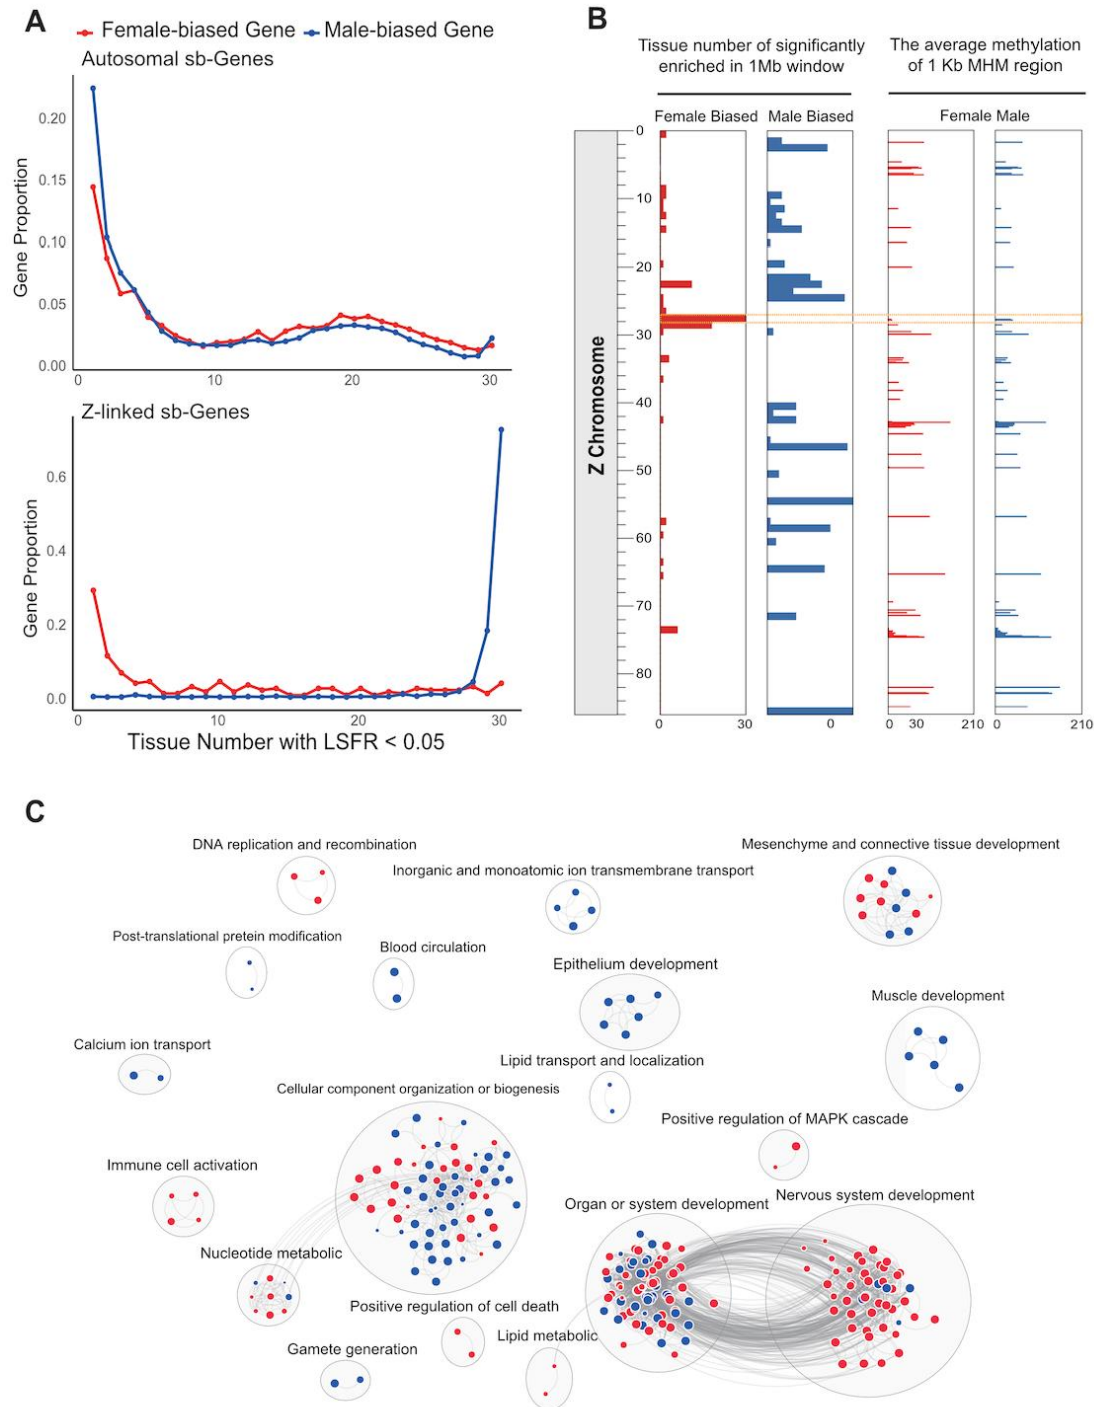 A
Female-biased Gene
Male-biased Gene
Autosomal sb-Genes
Gene Proportion
0.20
0.15
0.10
0.05
0.00
0 10 20 30
Z-linked sb-Genes
Gene Proportion
0.6
0.4
0.2
0.0
0 10 20 30
Tissue Number with LSFR < 0.05
B
Tissue number of significantly
enriched in 1Mb window
The average methylation
of 1 Kb MHM region
Female Biased
Male Biased
Female Male
Z Chromosome
0
10
20
30
40
50
60
70
80
0 30
0
0 30 210
0 210
C
DNA replication and recombination
Inorganic and monoatomic ion transmembrane transport
Mesenchyme and connective tissue development
Post-translational pretein modification
Blood circulation
Epithelium development
Muscle development
Calcium ion transport
Lipid transport and localization
Cellular component organization or biogenesis
Positive regulation of MAPK cascade
Immune cell activation
Organ or system development
Nervous system development
Nucleotide metabolic
Positive regulation of cell death
Lipid metabolic
Gamete generation